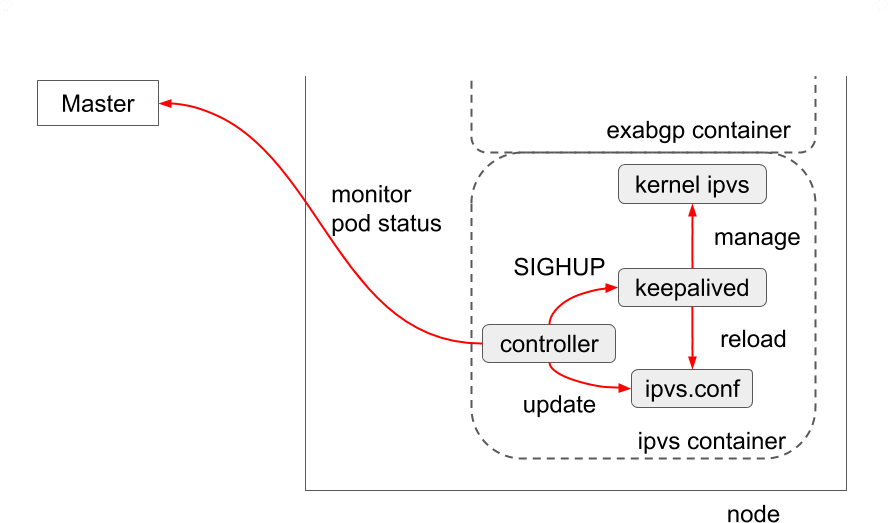 Master
exabgp container
kernel ipvs
monitor
pod status
manage
SIGHUP
keepalived
controller
reload
ipvs.conf
update
ipvs container
node